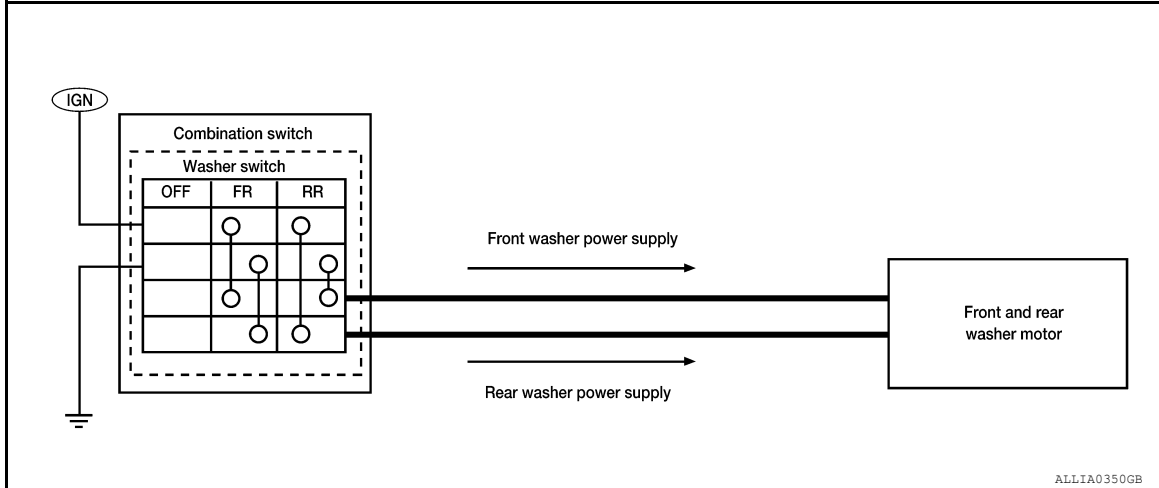 IGN
Combination switch
Washer switch
OFF FR RR
Front washer power supply
Front and rear
washer motor
Rear washer power supply
ALLIA0350GB